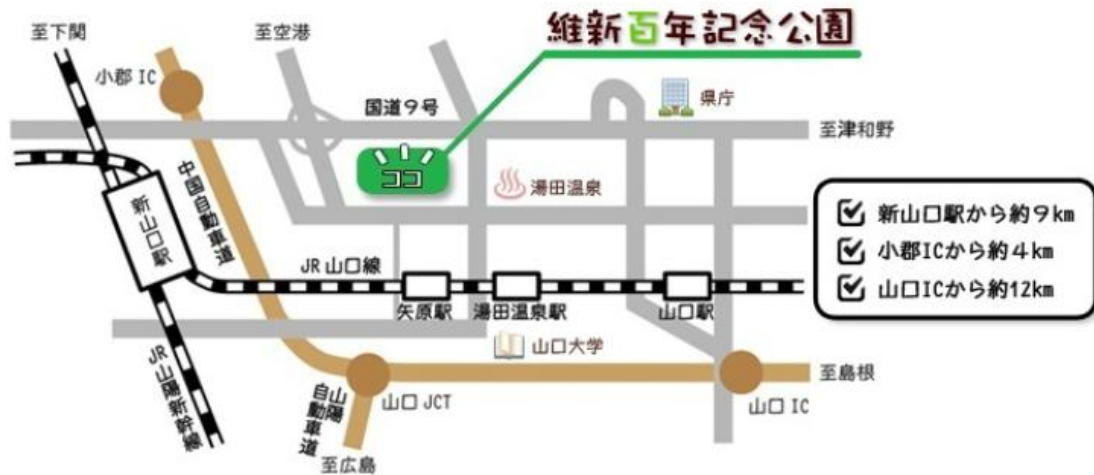 維新百年記念公園
至下関
至空港
小郡 IC
県庁
国道9号
至津和野
ココ
湯田温泉
中国自動車道
新山口駅
新山口駅から約9km
小郡ICから約4km
山口ICから約12km
JR 山口線
矢原駅
湯田温泉駅
山口駅
山口大学
JR山陽新幹線
至島根
山陽
自動車道
山口 JCT
山口 IC
至広島